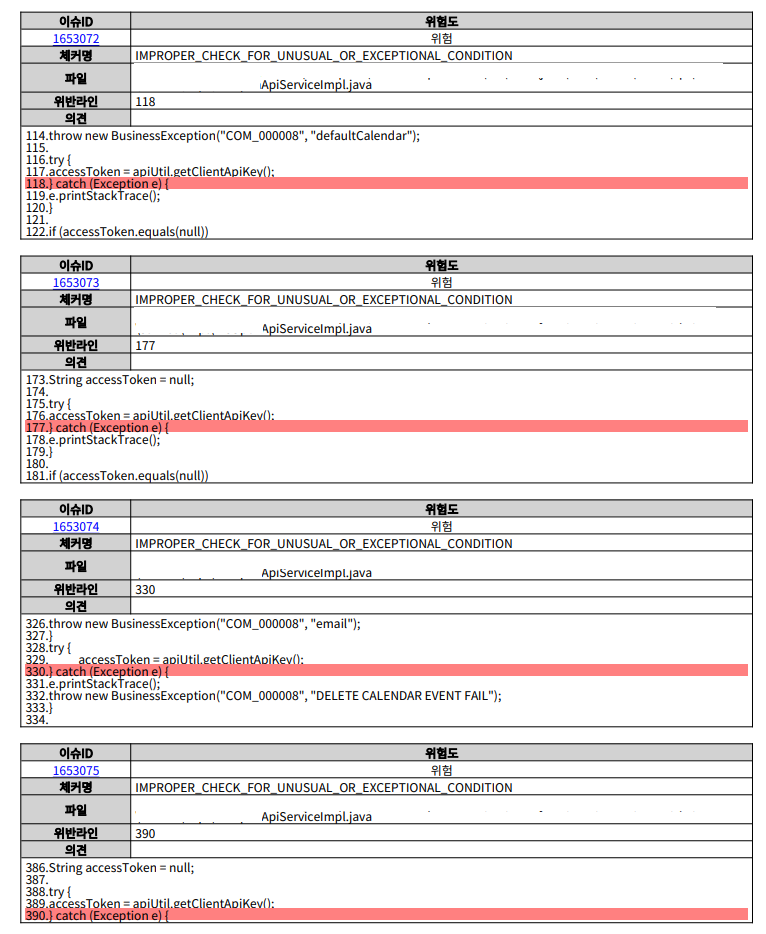 이슈ID 위험도
1653072 위험
체커명 IMPROPER_CHECK_FOR_UNUSUAL_OR_EXCEPTIONAL_CONDITION
파일 ApiServiceImpl.java
위반라인 118
의견
114.throw new BusinessException("COM_000008", "defaultCalendar");
115.
116.try {
117.accessToken = apiUtil.getClientApiKey();
118.} catch (Exception e) {
119.e.printStackTrace();
120.}
121.
122.if (accessToken.equals(null))
이슈ID 위험도
1653073 위험
체커명 IMPROPER_CHECK_FOR_UNUSUAL_OR_EXCEPTIONAL_CONDITION
파일 ApiServiceImpl.java
위반라인 177
의견
173.String accessToken = null;
174.
175.try {
176.accessToken = apiUtil.getClientApiKey();
177.} catch (Exception e) {
178.e.printStackTrace();
179.}
180.
181.if (accessToken.equals(null))
이슈ID 위험도
1653074 위험
체커명 IMPROPER_CHECK_FOR_UNUSUAL_OR_EXCEPTIONAL_CONDITION
파일 ApiServiceImpl.java
위반라인 330
의견
326.throw new BusinessException("COM_000008", "email");
327.}
328.try {
329. accessToken = apiUtil.getClientApiKey();
330.} catch (Exception e) {
331.e.printStackTrace();
332.throw new BusinessException("COM_000008", "DELETE CALENDAR EVENT FAIL");
333.}
334.
이슈ID 위험도
1653075 위험
체커명 IMPROPER_CHECK_FOR_UNUSUAL_OR_EXCEPTIONAL_CONDITION
파일 ApiServiceImpl.java
위반라인 390
의견
386.String accessToken = null;
387.
388.try {
389.accessToken = apiUtil.getClientApiKey();
390.} catch (Exception e) {